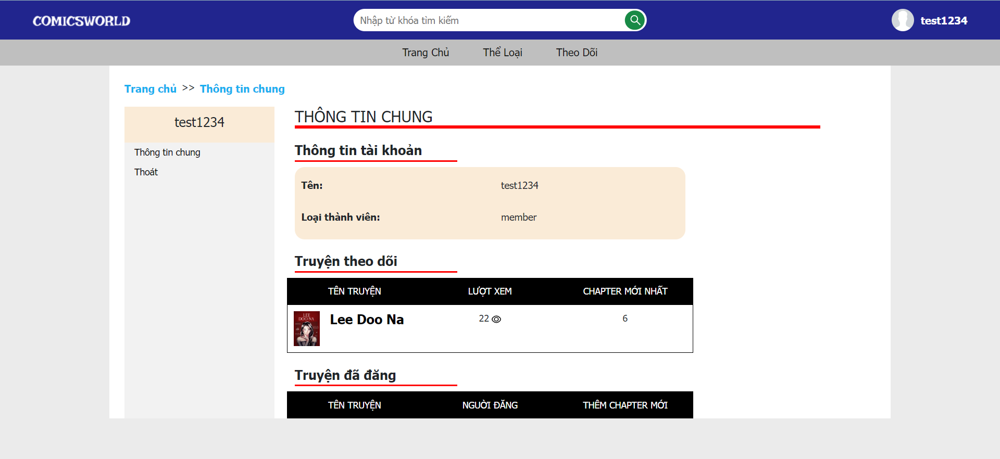 COMICSWORLD
Nhập từ khóa tìm kiếm
test1234
Trang Chủ Thể Loại Theo Dõi
Trang chủ >> Thông tin chung
test1234
Thông tin chung
Thoát
THÔNG TIN CHUNG
Thông tin tài khoản
Tên: test1234
Loại thành viên: member
Truyện theo dõi
TÊN TRUYỆN LƯỢT XEM CHAPTER MỚI NHẤT
LEE
DOO NA
Lee Doo Na 22 6
Truyện đã đăng
TÊN TRUYỆN NGUỜI ĐĂNG THÊM CHAPTER MỚI